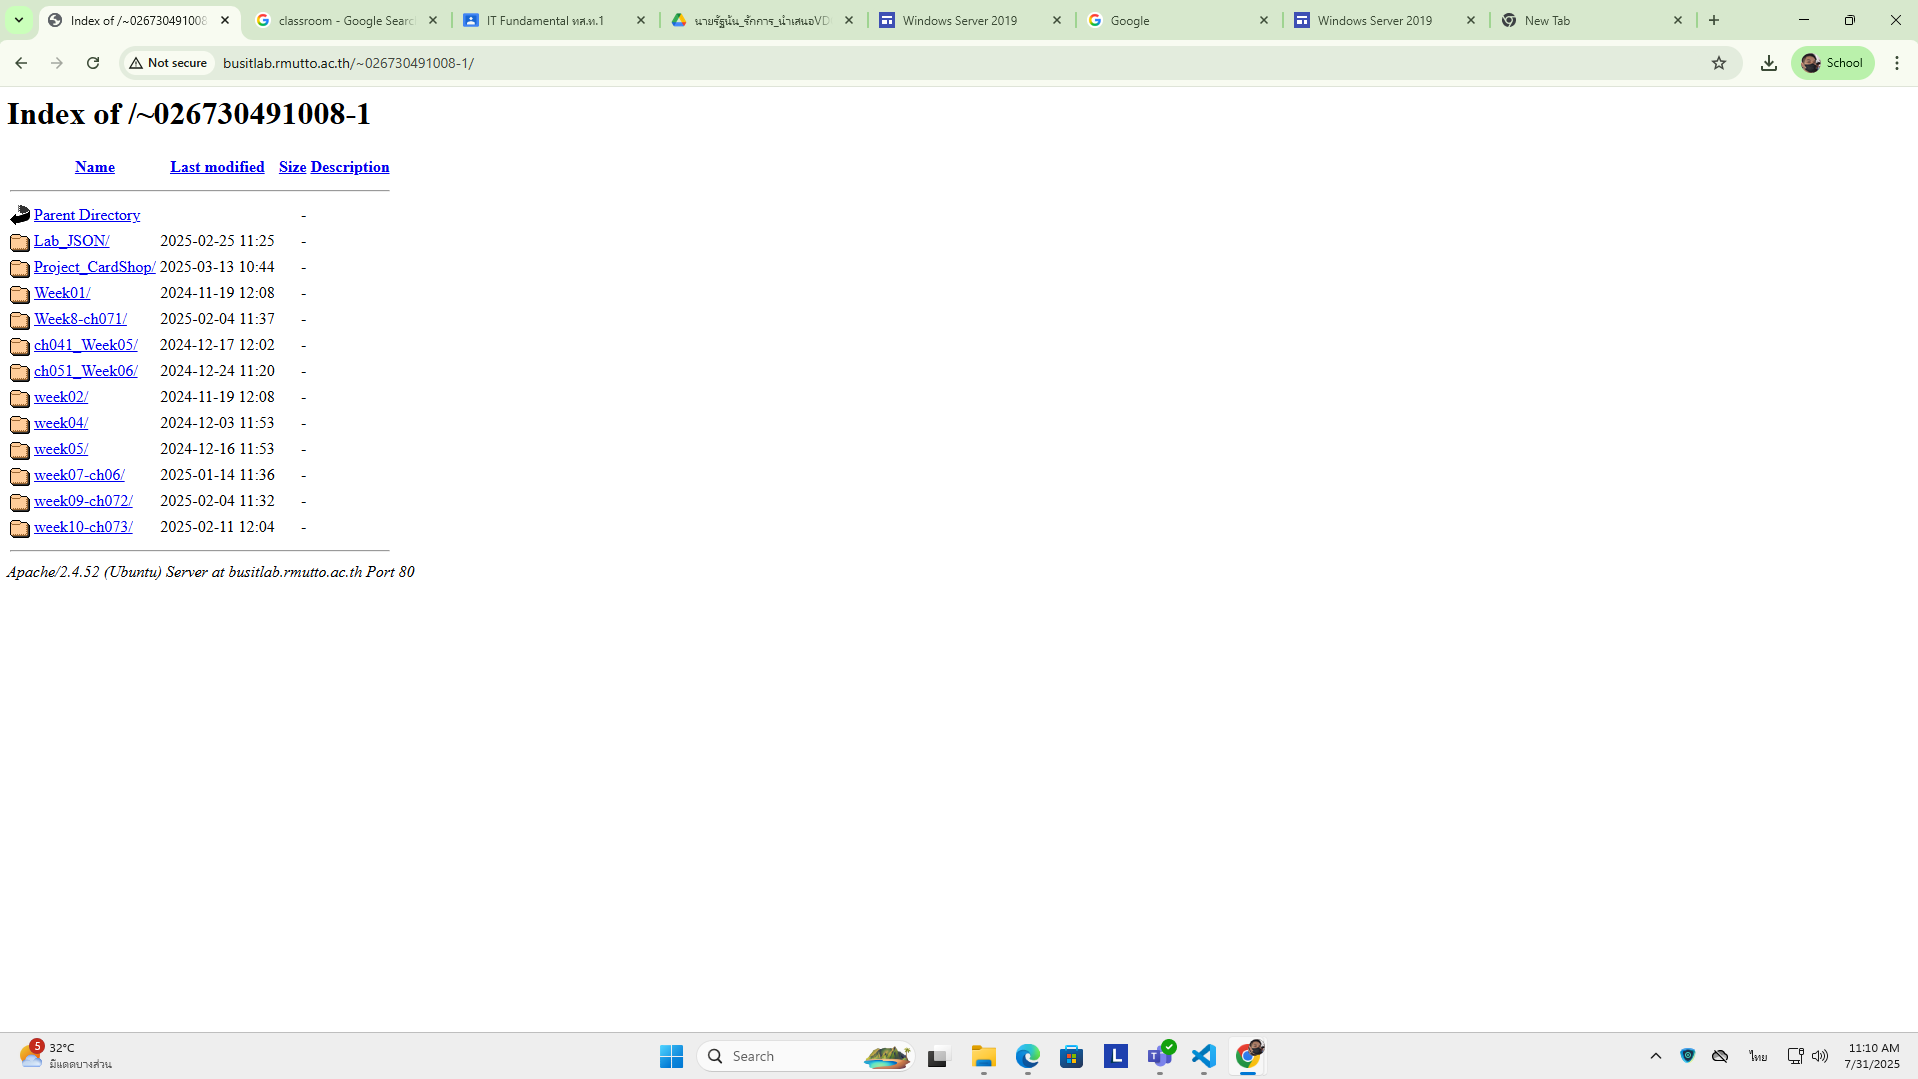 Index of /~026730491008
classroom - Google Searc
IT Fundamental ทส.ท.1
นายรัฐนัน_รักการ_นำเสนอVD
Windows Server 2019
Google
Windows Server 2019
New Tab
Not secure
busitlab.rmutto.ac.th/~026730491008-1/
School
Index of /~026730491008-1
Name Last modified Size Description
Parent Directory -
Lab_JSON/ 2025-02-25 11:25 -
Project_CardShop/ 2025-03-13 10:44 -
Week01/ 2024-11-19 12:08 -
Week8-ch071/ 2025-02-04 11:37 -
ch041_Week05/ 2024-12-17 12:02 -
ch051_Week06/ 2024-12-24 11:20 -
week02/ 2024-11-19 12:08 -
week04/ 2024-12-03 11:53 -
week05/ 2024-12-16 11:53 -
week07-ch06/ 2025-01-14 11:36 -
week09-ch072/ 2025-02-04 11:32 -
week10-ch073/ 2025-02-11 12:04 -
Apache/2.4.52 (Ubuntu) Server at busitlab.rmutto.ac.th Port 80
5
32°C
มีแดดบางส่วน
Search
L
ไทย
11:10 AM
7/31/2025